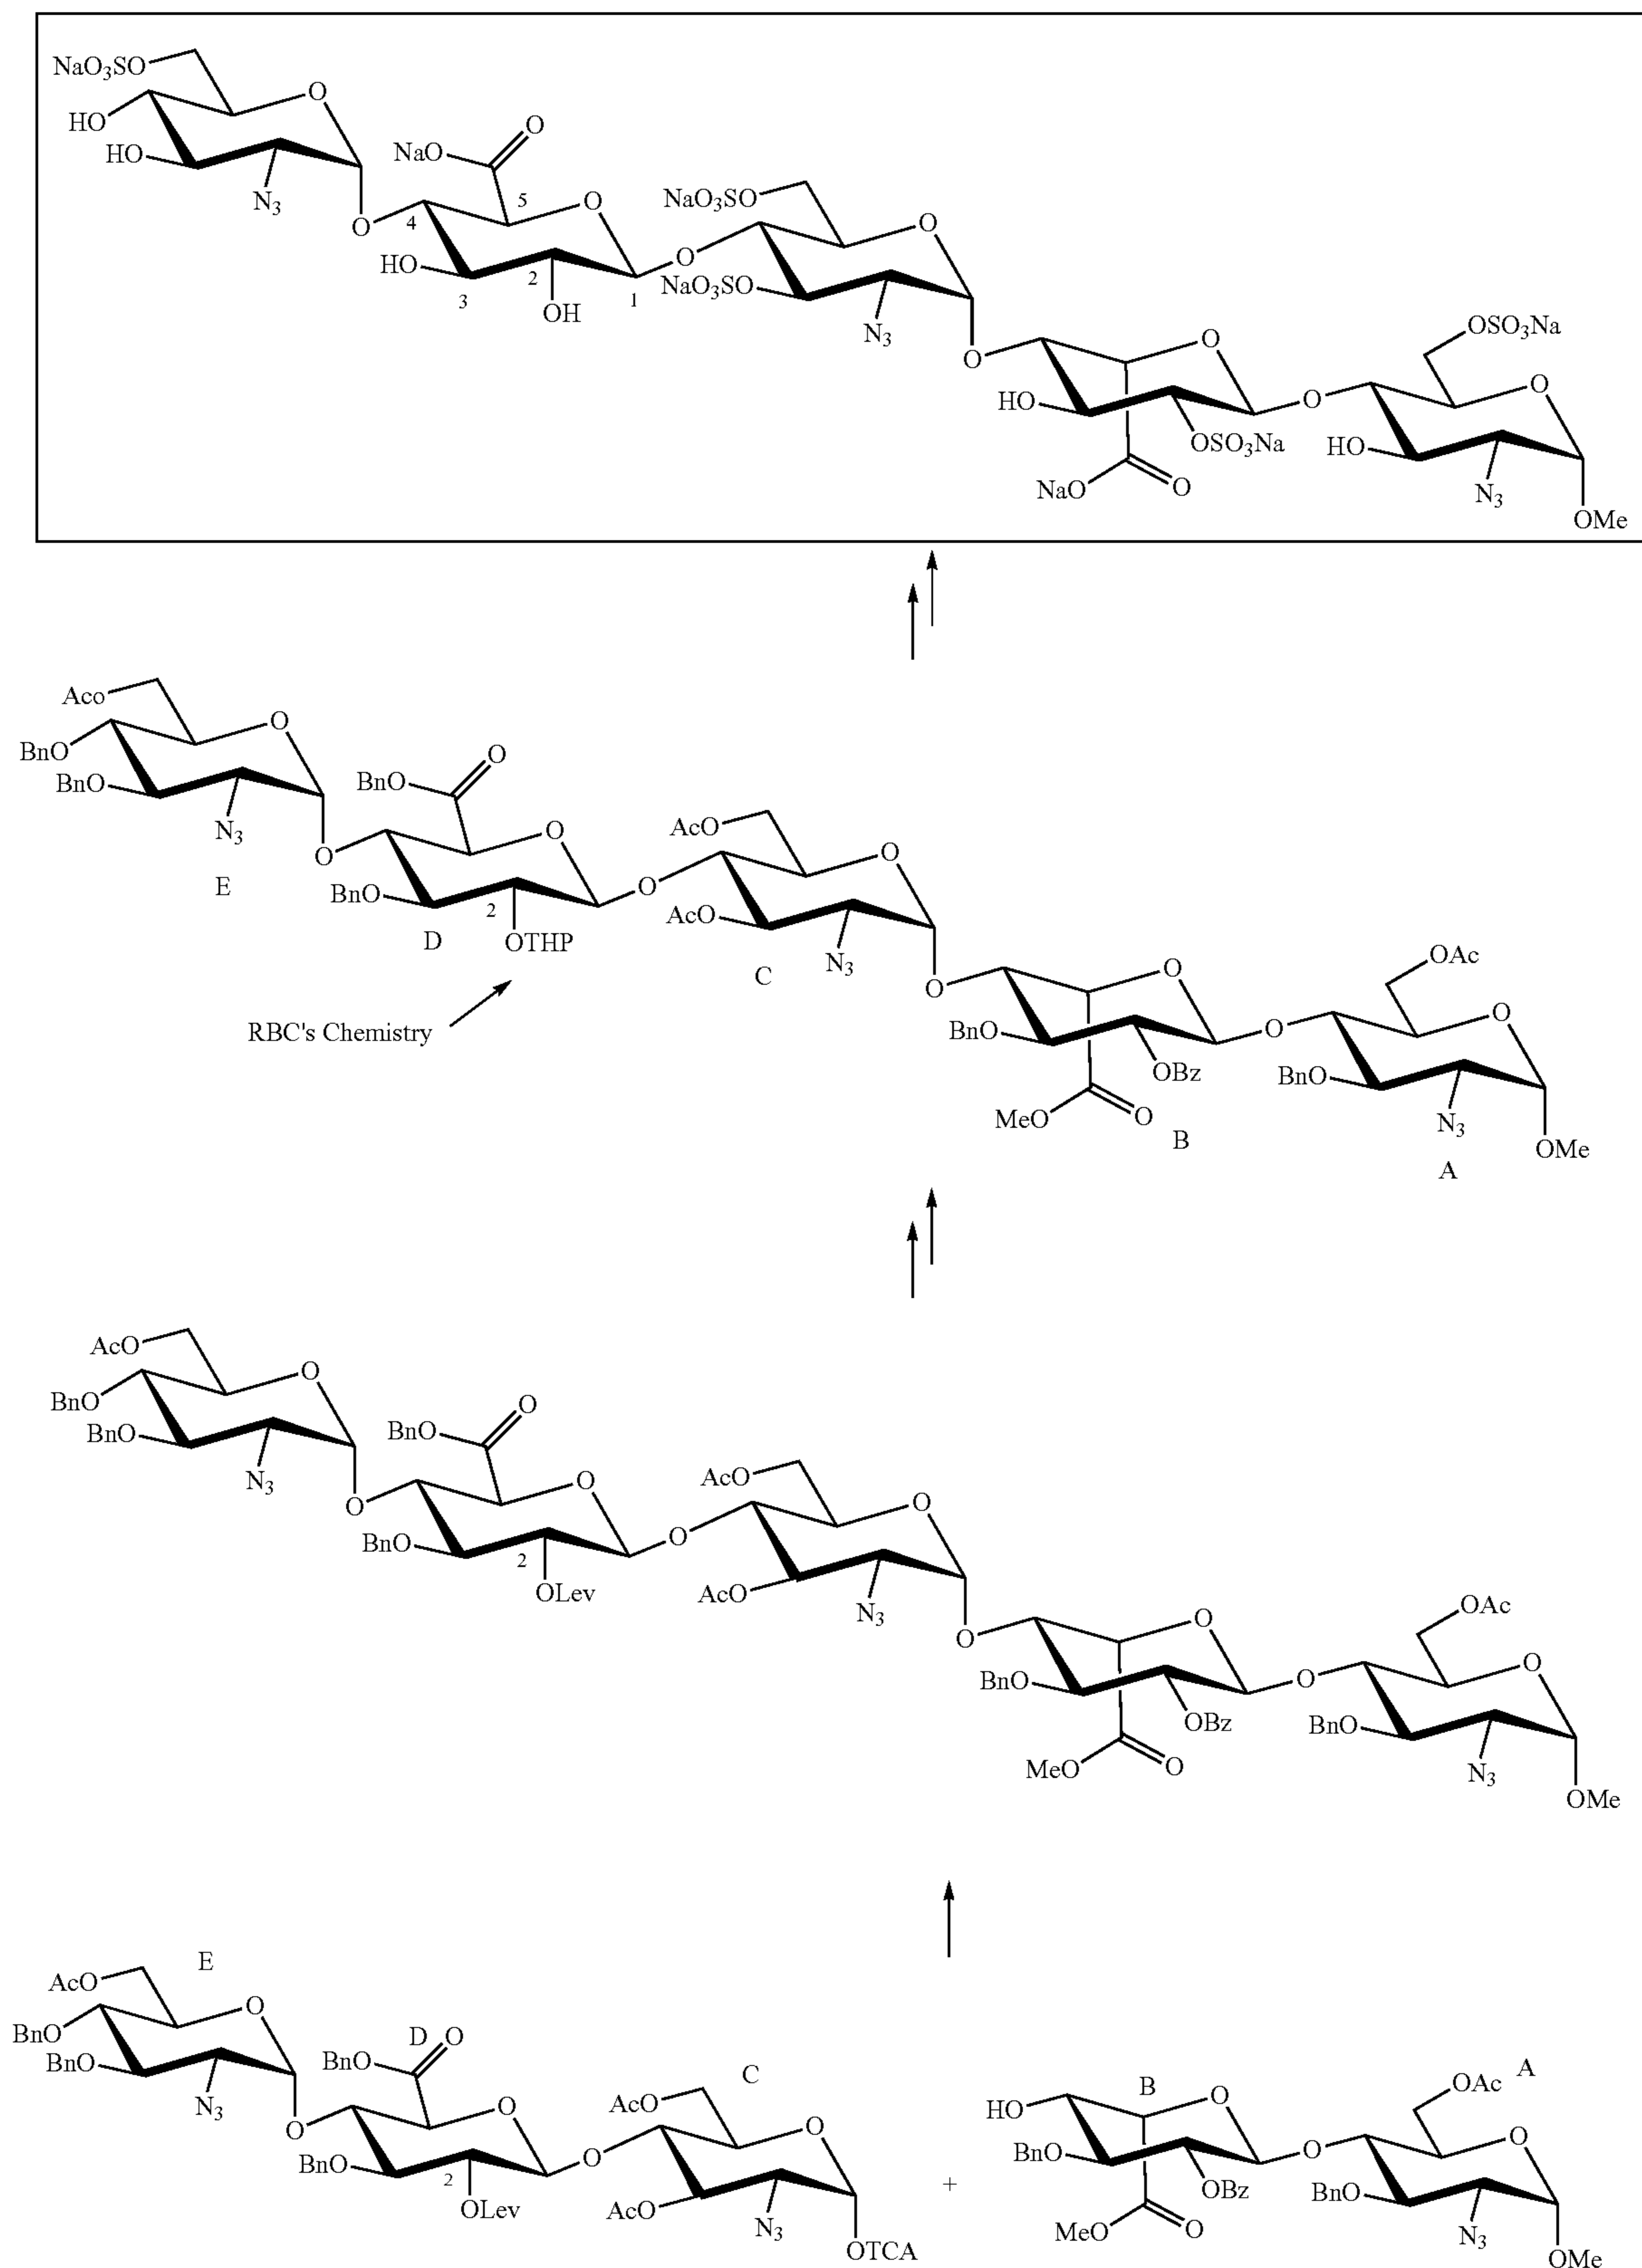 NaO₃SO
O
HO
HO
N₃
NaO
O
O
4
5
O
HO
3
2
OH
1
O
NaO₃SO
NaO₃SO
O
N₃
O
HO
O
OSO₃Na
NaO
O
O
OSO₃Na
O
HO
N₃
OMe
Aco
O
BnO
BnO
N₃
E
BnO
O
O
O
BnO
2
D
OTHP
RBC's Chemistry
AcO
O
O
AcO
N₃
C
O
O
BnO
OBz
MeO
O
B
OAc
O
O
BnO
N₃
OMe
A
AcO
O
BnO
BnO
N₃
BnO
O
O
O
BnO
2
OLev
O
AcO
O
AcO
N₃
O
O
BnO
OBz
MeO
O
O
OAc
O
BnO
N₃
OMe
E
AcO
O
BnO
BnO
N₃
D
BnO
O
O
O
BnO
2
OLev
O
C
AcO
O
AcO
N₃
OTCA
+
HO
B
O
BnO
OBz
MeO
O
O
OAc
A
O
BnO
N₃
OMe